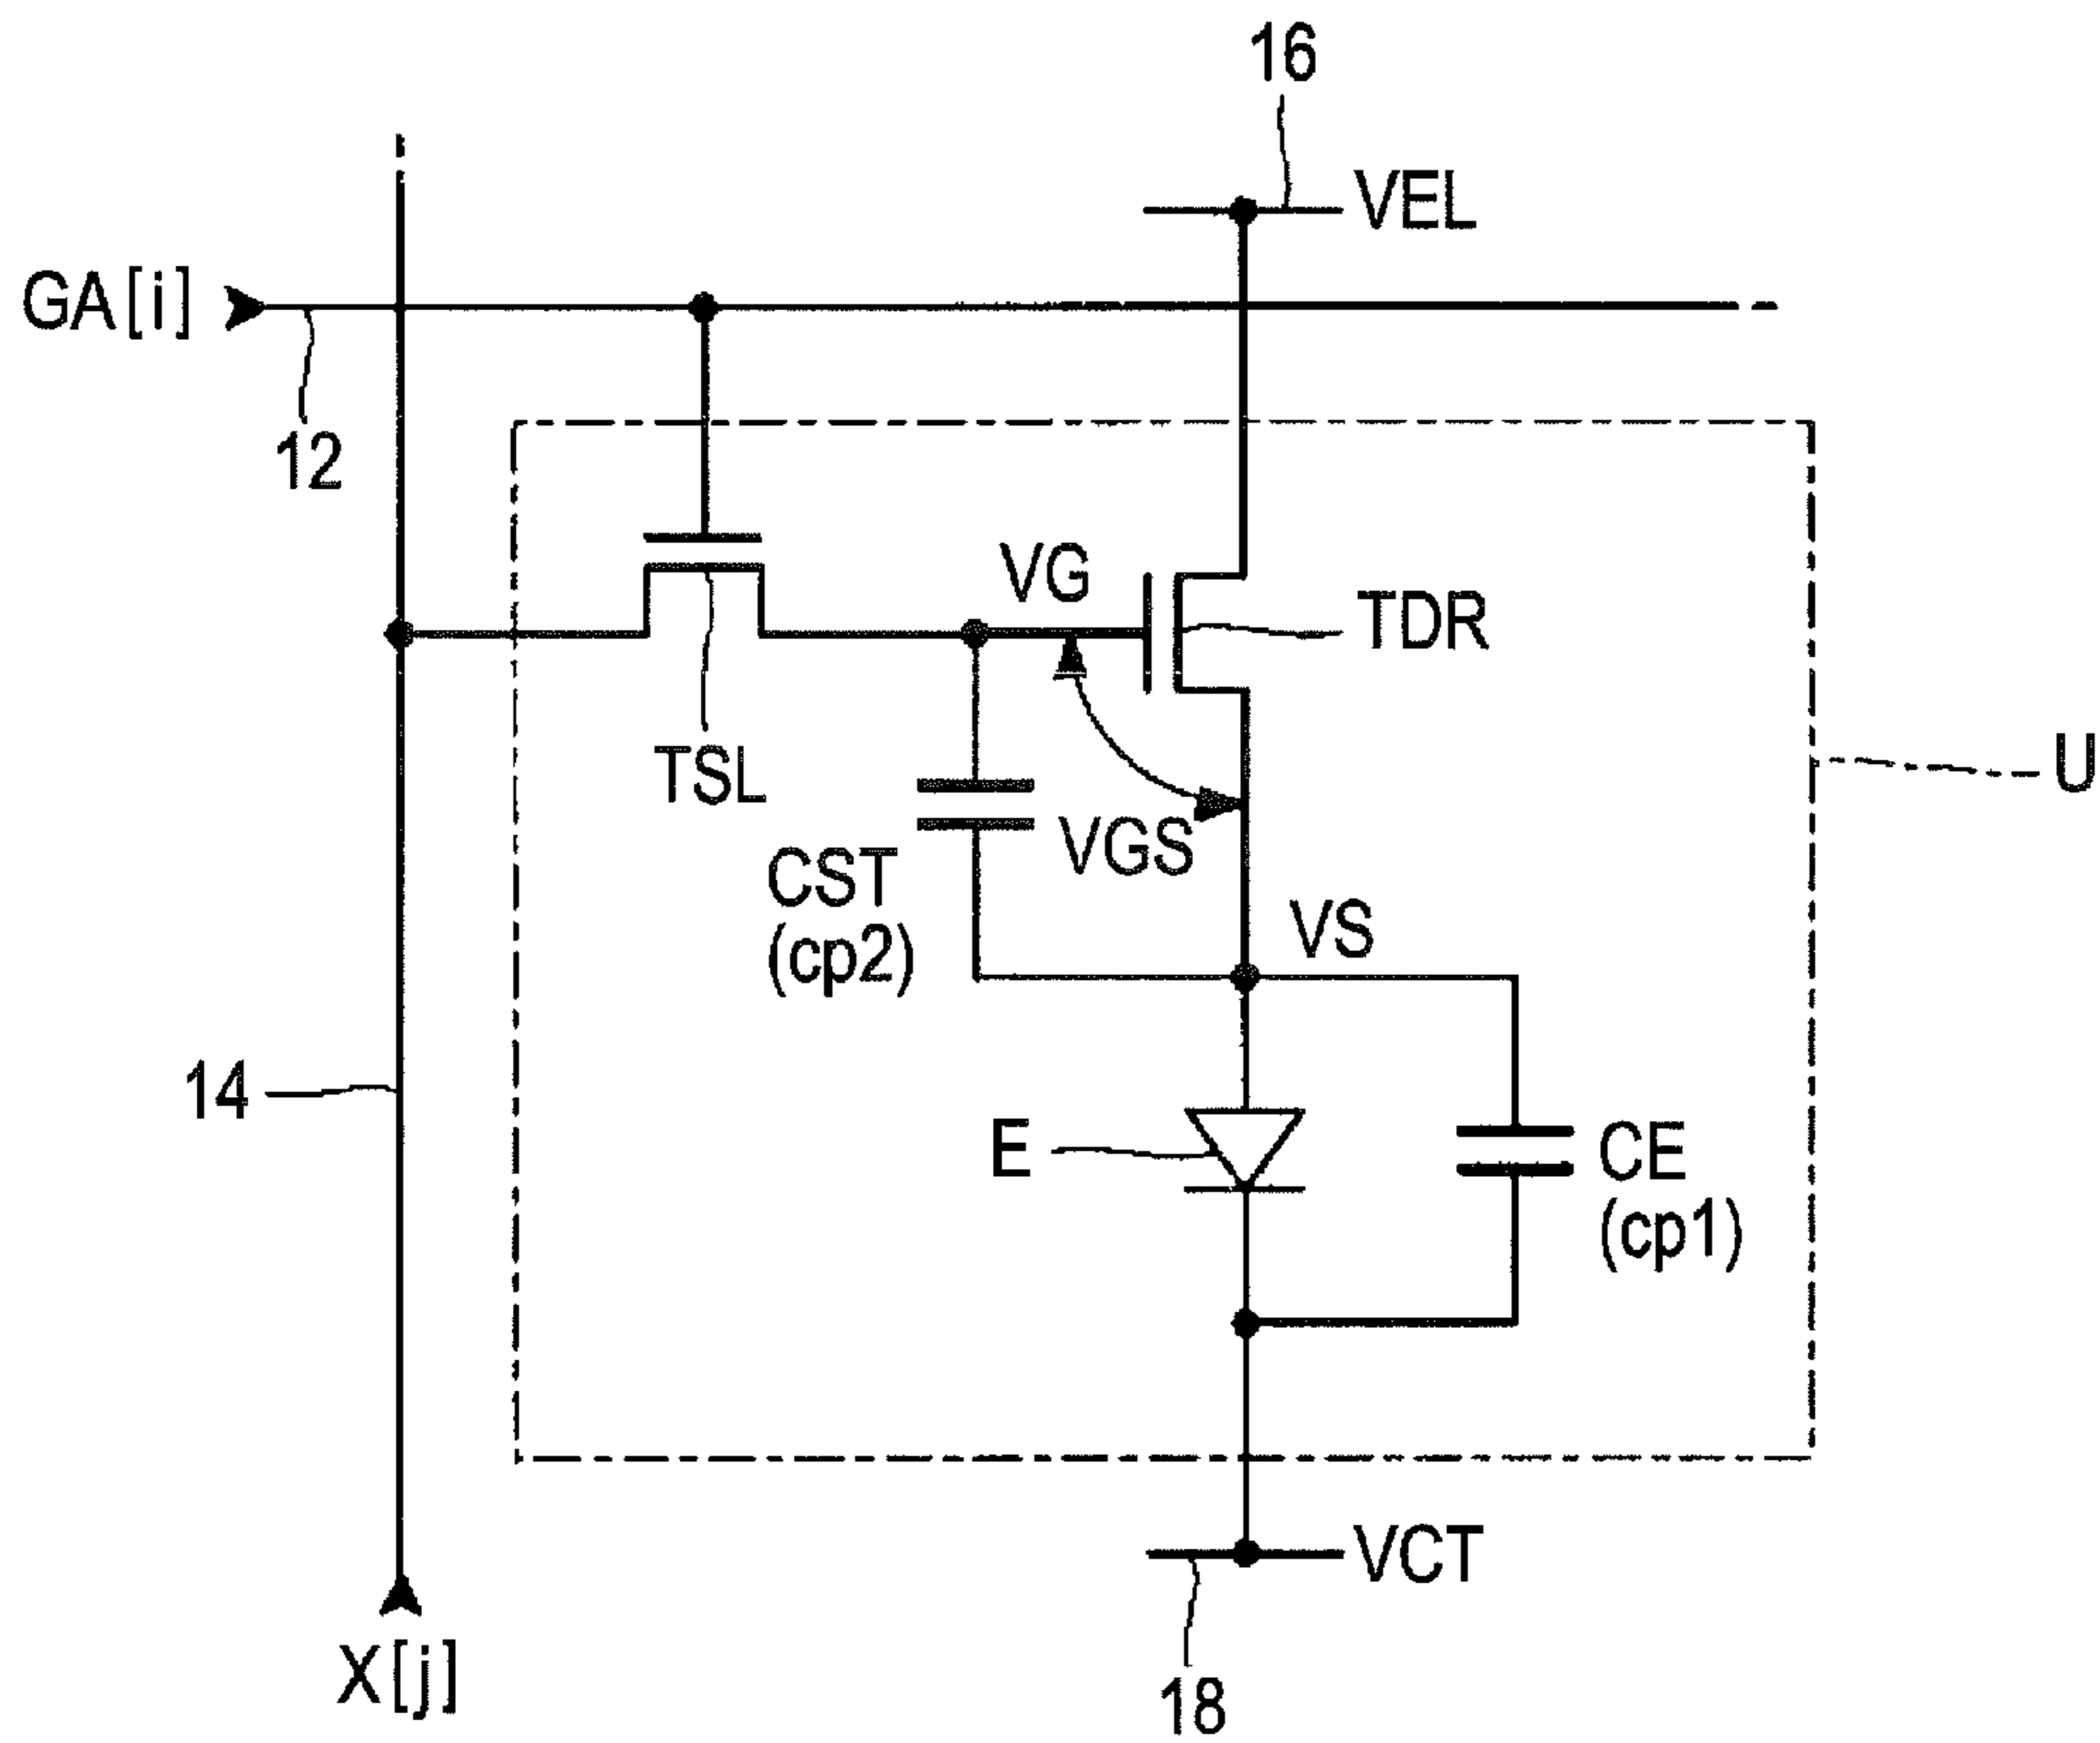 16
VEL
GA[i]
12
VG
TDR
TSL
U
VGS
CST
(cp2)
VS
14
E
CE
(cp1)
VCT
X[j]
18